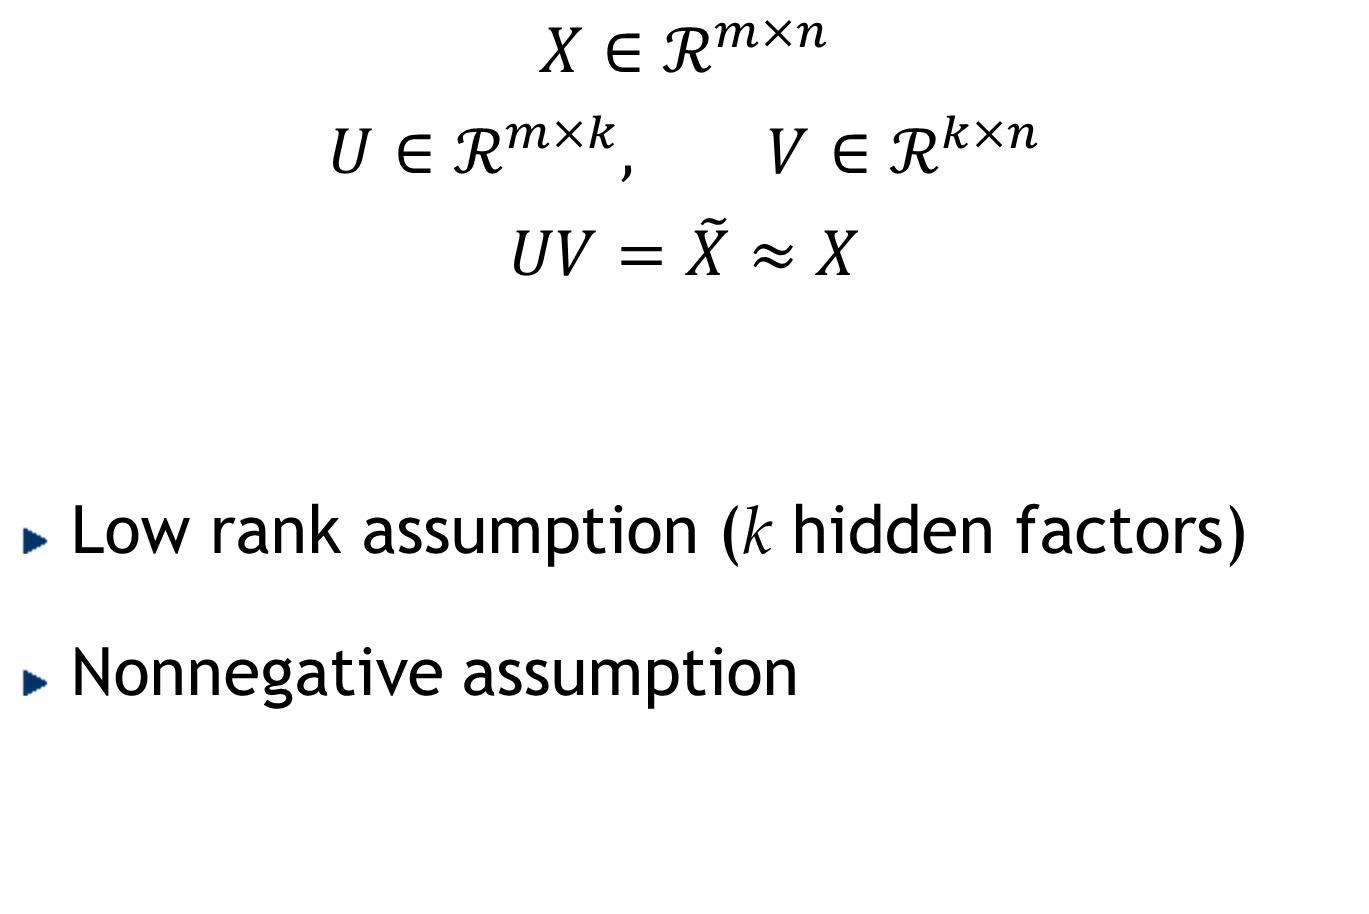 X ∈ ℛ^{m×n}
U ∈ ℛ^{m×k}, V ∈ ℛ^{k×n}
UV = X̃ ≈ X
Low rank assumption (k hidden factors)
Nonnegative assumption